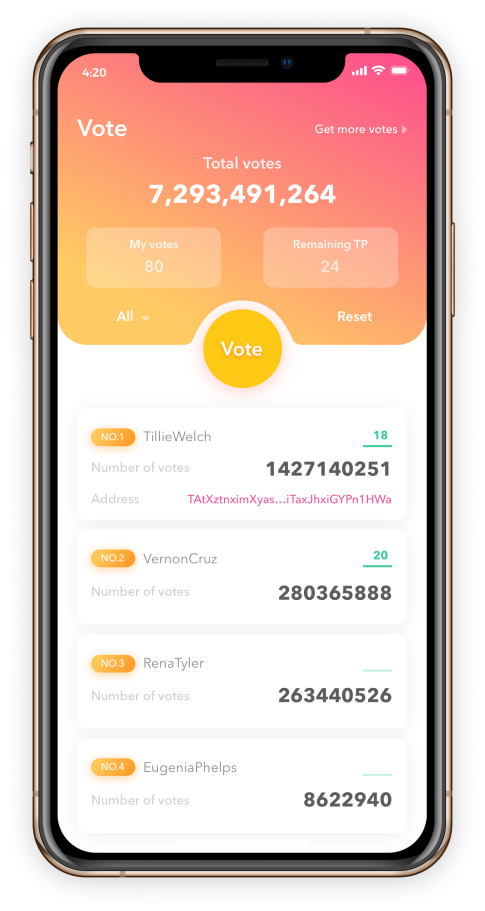 4:20
Vote
Get more votes
Total votes
7,293,491,264
My votes
Remaining TP
80
24
All
Reset
Vote
NO.1 TillieWelch 18
Number of votes 1427140251
Address TAtXztnximXyas...iTaxJhxiGYPn1HWa
NO.2 VernonCruz 20
Number of votes 280365888
NO.3 RenaTyler
Number of votes 263440526
NO.4 EugeniaPhelps
Number of votes 8622940